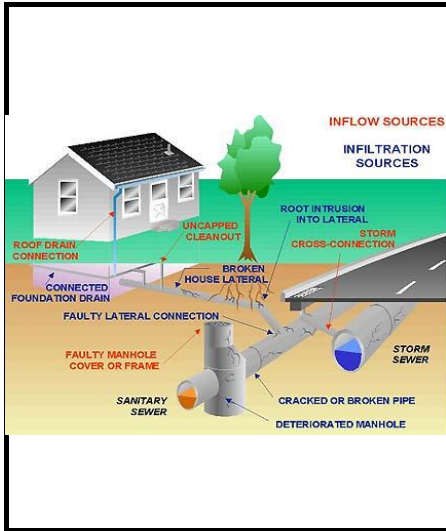 INFLOW SOURCES
INFILTRATION
SOURCES
ROOT INTRUSION
INTO LATERAL
UNCAPPED
CLEANOUT
STORM
CROSS-CONNECTION
ROOF DRAIN
CONNECTION
BROKEN
HOUSE LATERAL
CONNECTED
FOUNDATION DRAIN
FAULTY LATERAL CONNECTION
FAULTY MANHOLE
COVER OR FRAME
STORM
SEWER
SANITARY
SEWER
CRACKED OR BROKEN PIPE
DETERIORATED MANHOLE